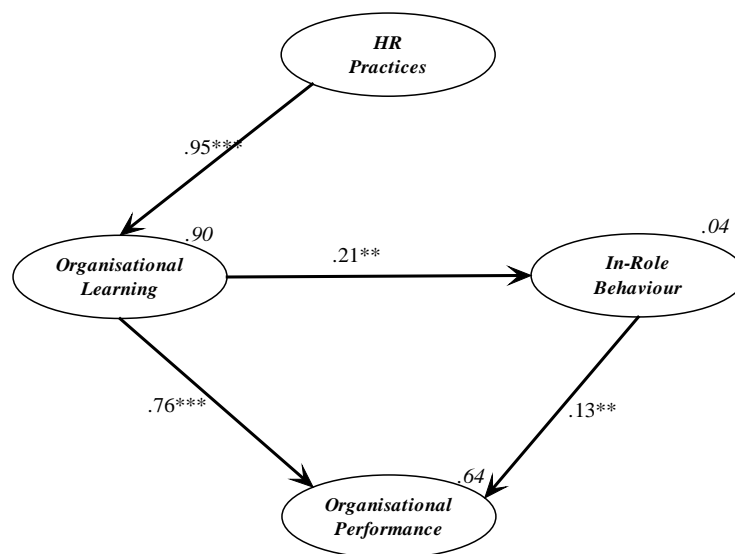 HR
Practices
.95***
.90
Organisational
Learning
.21**
.04
In-Role
Behaviour
.76***
.13**
.64
Organisational
Performance